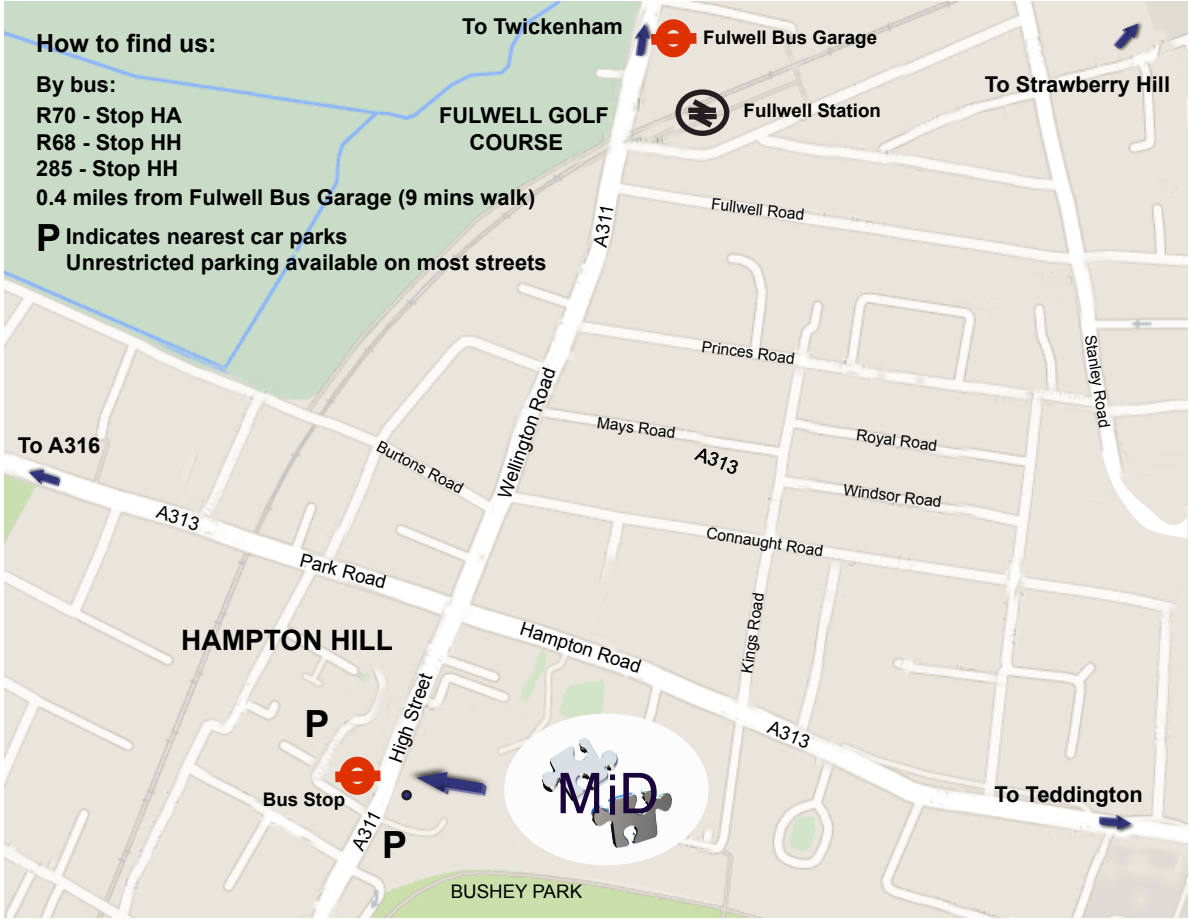 How to find us:
By bus:
R70 - Stop HA
R68 - Stop HH
285 - Stop HH
0.4 miles from Fulwell Bus Garage (9 mins walk)
P Indicates nearest car parks
Unrestricted parking available on most streets
To Twickenham
Fulwell Bus Garage
To Strawberry Hill
FULWELL GOLF
COURSE
Fullwell Station
Fullwell Road
A311
Princes Road
Stanley Road
Wellington Road
Mays Road
A313
Royal Road
Burtons Road
Windsor Road
To A316
A313
Connaught Road
Park Road
Hampton Road
Kings Road
HAMPTON HILL
High Street
P
A313
Bus Stop
MiD
To Teddington
A311
P
BUSHEY PARK